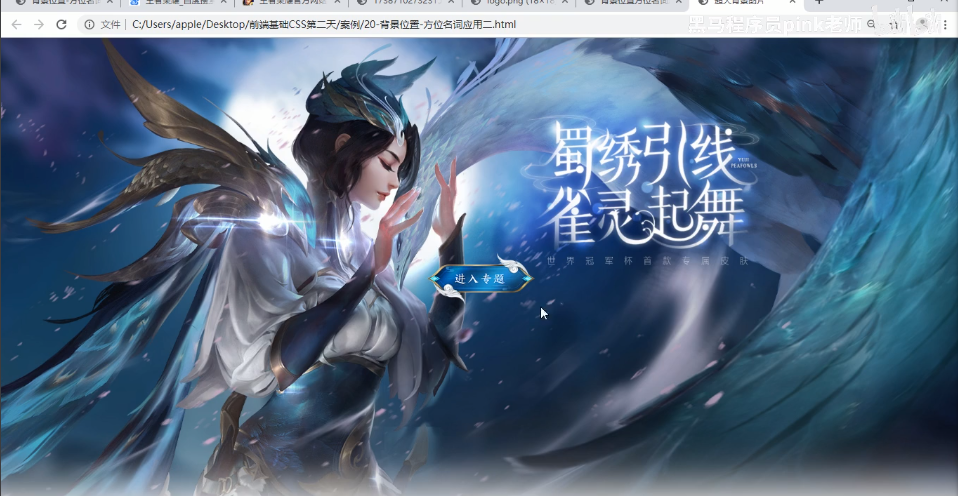 文件 C:/Users/apple/Desktop/前端基础CSS第二天/案例/20-背景位置-方位名词应用二.html
黑马程序员pink老师
蜀绣引线
YUHI
PEAFOWLS
雀灵起舞
世界冠军杯首款专属皮肤
进入专题